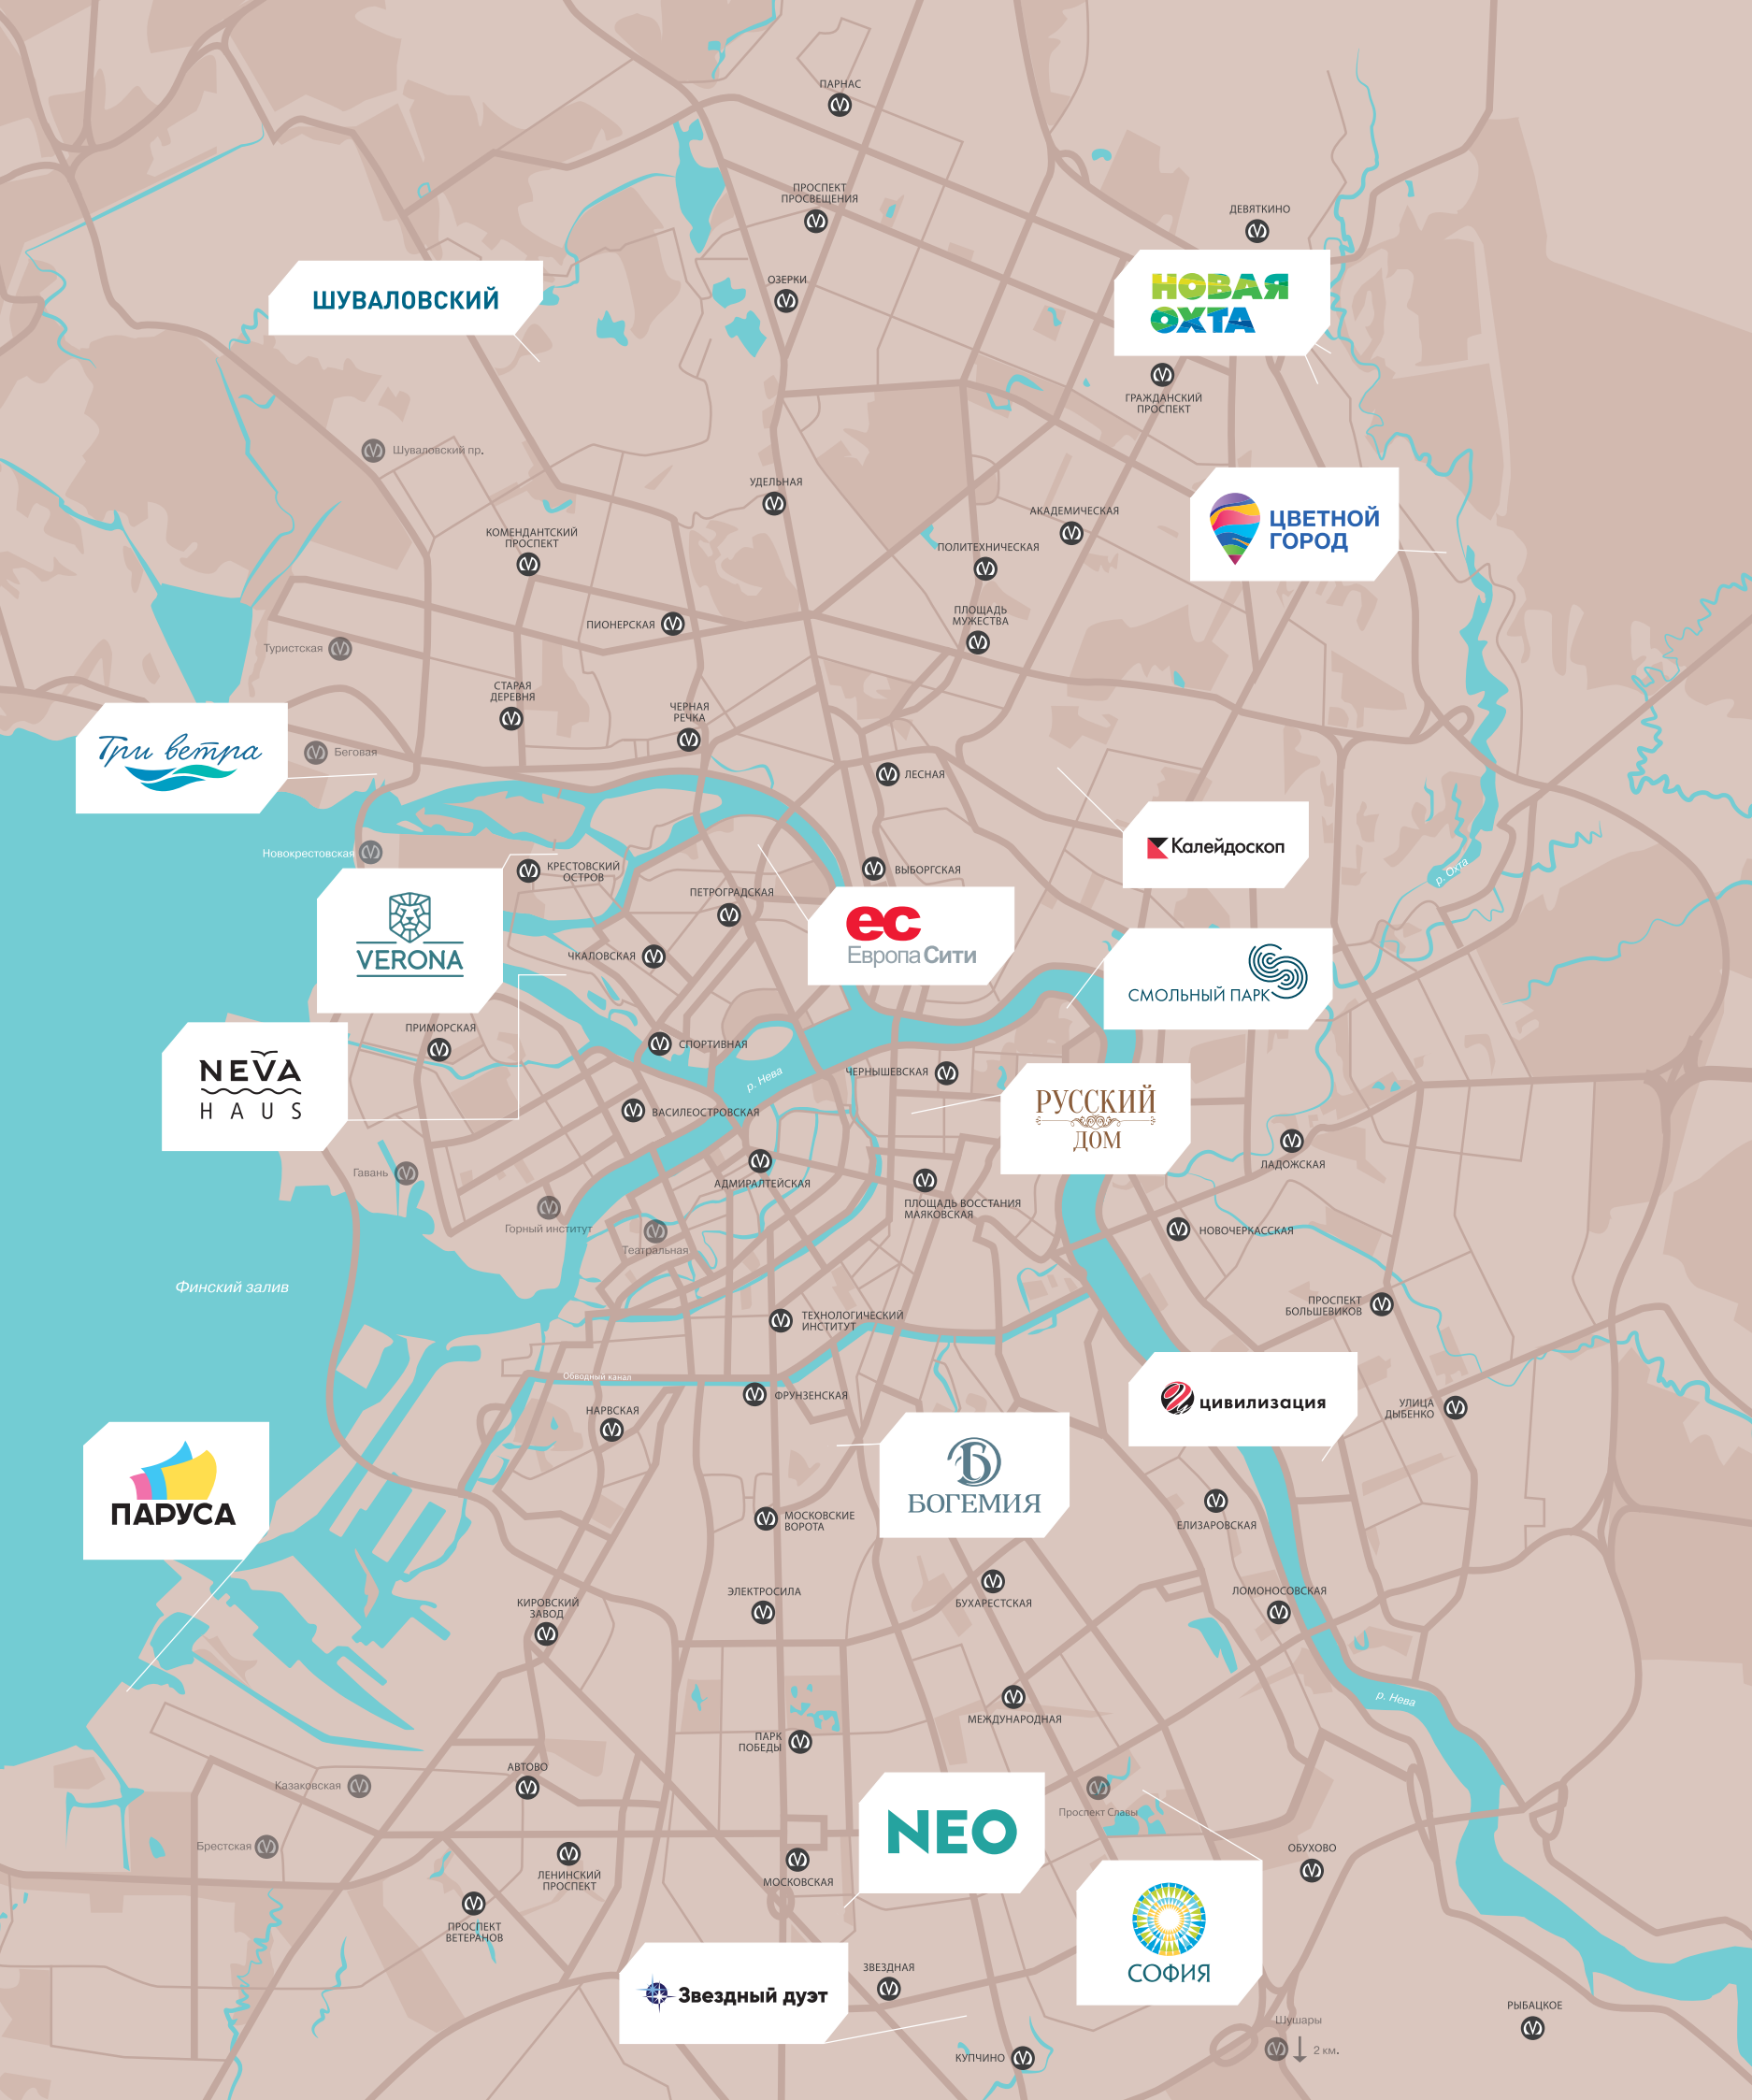 ПАРНАС
ПРОСПЕКТ
ПРОСВЕЩЕНИЯ
ДЕВЯТКИНО
ОЗЕРКИ
ШУВАЛОВСКИЙ
НОВАЯ
ОХТА
ГРАЖДАНСКИЙ
ПРОСПЕКТ
Шуваловский пр.
УДЕЛЬНАЯ
АКАДЕМИЧЕСКАЯ
ЦВЕТНОЙ
ГОРОД
КОМЕНДАНТСКИЙ
ПРОСПЕКТ
ПОЛИТЕХНИЧЕСКАЯ
ПИОНЕРСКАЯ
ПЛОЩАДЬ
МУЖЕСТВА
Туристская
СТАРАЯ
ДЕРЕВНЯ
ЧЕРНАЯ
РЕЧКА
Три ветра
Беговая
ЛЕСНАЯ
Калейдоскоп
Новокрестовская
КРЕСТОВСКИЙ
ОСТРОВ
ВЫБОРГСКАЯ
р. Охта
ПЕТРОГРАДСКАЯ
VERONA
ес
Европа Сити
ЧКАЛОВСКАЯ
СМОЛЬНЫЙ ПАРК
ПРИМОРСКАЯ
СПОРТИВНАЯ
NEVA
HAUS
р. Нева
ЧЕРНЫШЕВСКАЯ
РУССКИЙ
ДОМ
ВАСИЛЕОСТРОВСКАЯ
ЛАДОЖСКАЯ
Гавань
АДМИРАЛТЕЙСКАЯ
ПЛОЩАДЬ ВОССТАНИЯ
МАЯКОВСКАЯ
Горный институт
Театральная
НОВОЧЕРКАССКАЯ
Финский залив
ПРОСПЕКТ
БОЛЬШЕВИКОВ
ТЕХНОЛОГИЧЕСКИЙ
ИНСТИТУТ
Обводный канал
ФРУНЗЕНСКАЯ
НАРВСКАЯ
цивилизация
УЛИЦА
ДЫБЕНКО
ПАРУСА
Б
БОГЕМИЯ
МОСКОВСКИЕ
ВОРОТА
ЕЛИЗАРОВСКАЯ
ЭЛЕКТРОСИЛА
КИРОВСКИЙ
ЗАВОД
БУХАРЕСТСКАЯ
ЛОМОНОСОВСКАЯ
р. Нева
МЕЖДУНАРОДНАЯ
ПАРК
ПОБЕДЫ
АВТОВО
Казаковская
NEO
Проспект Славы
Брестская
ЛЕНИНСКИЙ
ПРОСПЕКТ
МОСКОВСКАЯ
ОБУХОВО
ПРОСПЕКТ
ВЕТЕРАНОВ
СОФИЯ
ЗВЕЗДНАЯ
Звездный дуэт
РЫБАЦКОЕ
Шушары
2 км.
КУПЧИНО